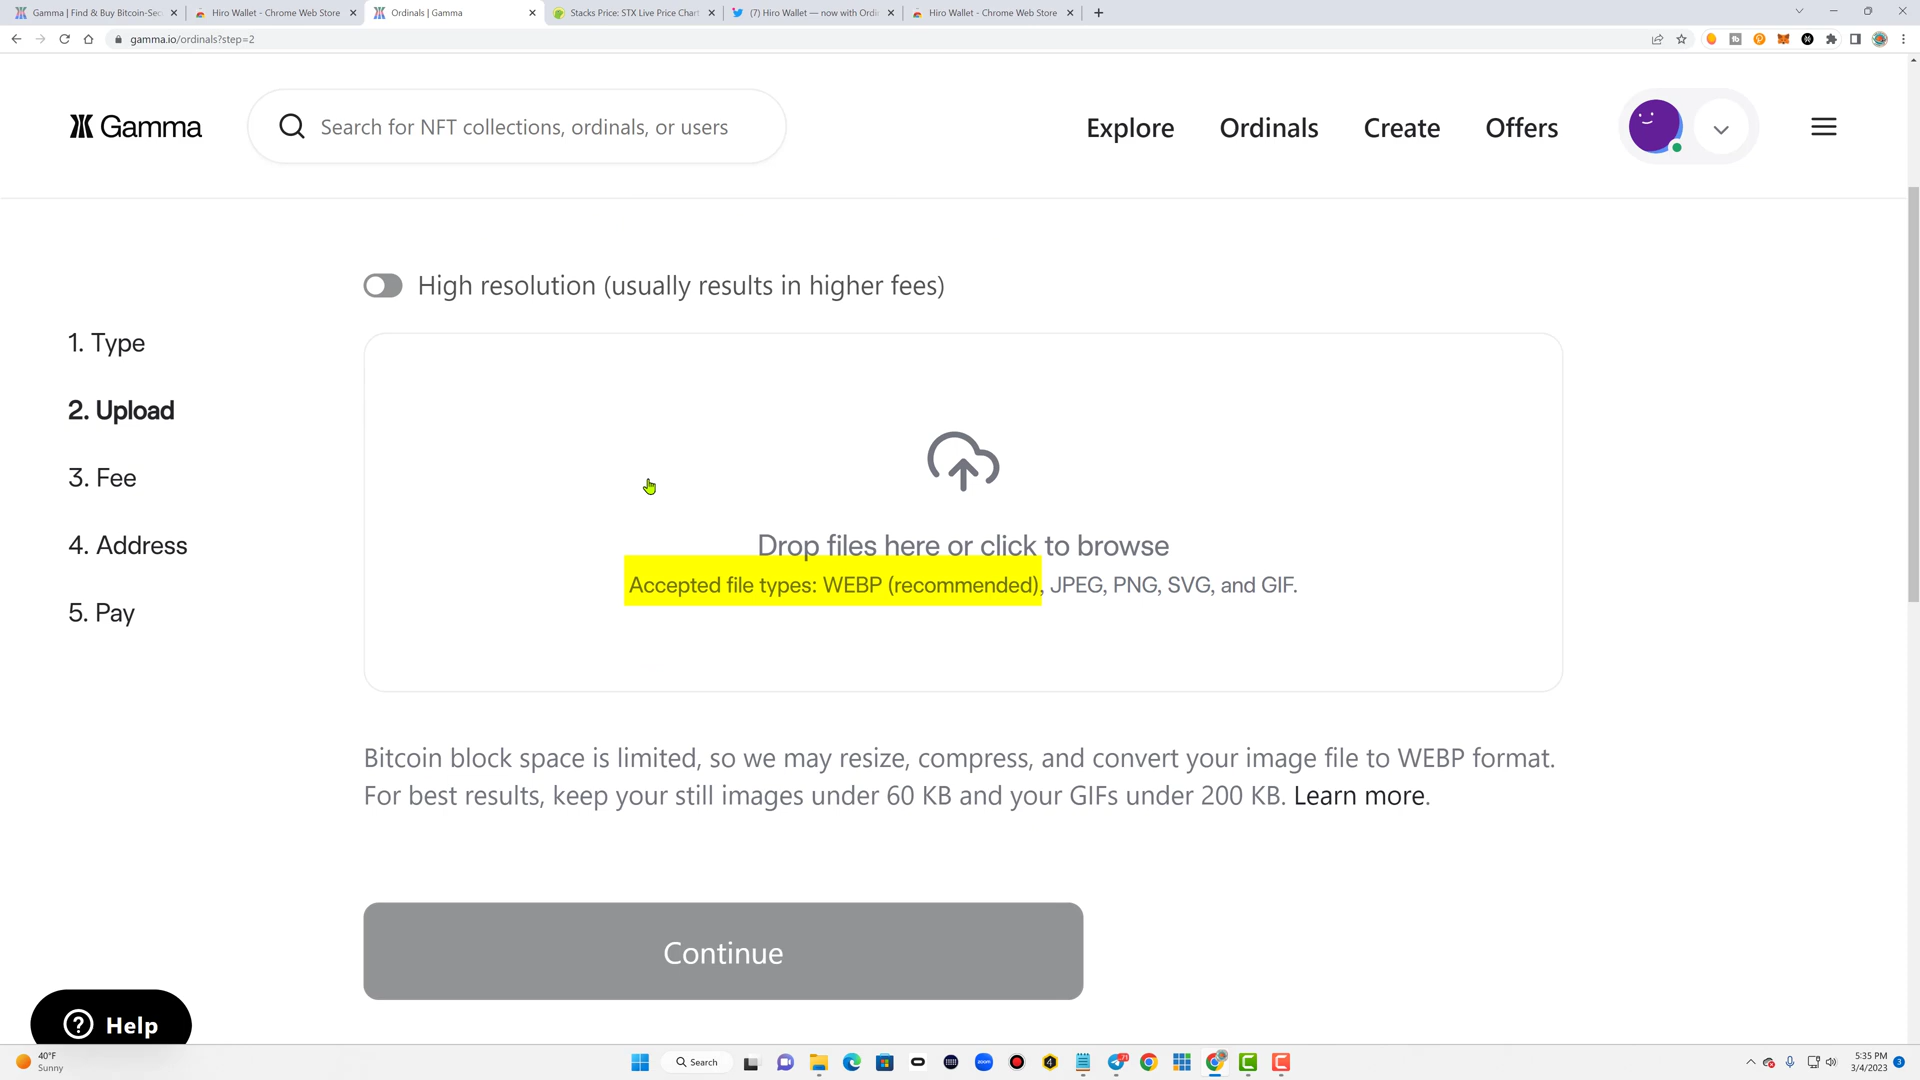 Gamma | Find & Buy Bitcoin-Sec
Hiro Wallet - Chrome Web Store
Ordinals | Gamma
Stacks Price: STX Live Price Chart
(7) Hiro Wallet — now with Ordin
Hiro Wallet - Chrome Web Store
gamma.io/ordinals?step=2
Gamma
Search for NFT collections, ordinals, or users
Explore
Ordinals
Create
Offers
High resolution (usually results in higher fees)
1. Type
2. Upload
3. Fee
4. Address
5. Pay
Drop files here or click to browse
Accepted file types: WEBP (recommended), JPEG, PNG, SVG, and GIF.
Bitcoin block space is limited, so we may resize, compress, and convert your image file to WEBP format.
For best results, keep your still images under 60 KB and your GIFs under 200 KB. Learn more.
Continue
? Help
40°F
Sunny
Search
zoom
4
71
5:35 PM
3/4/2023
3